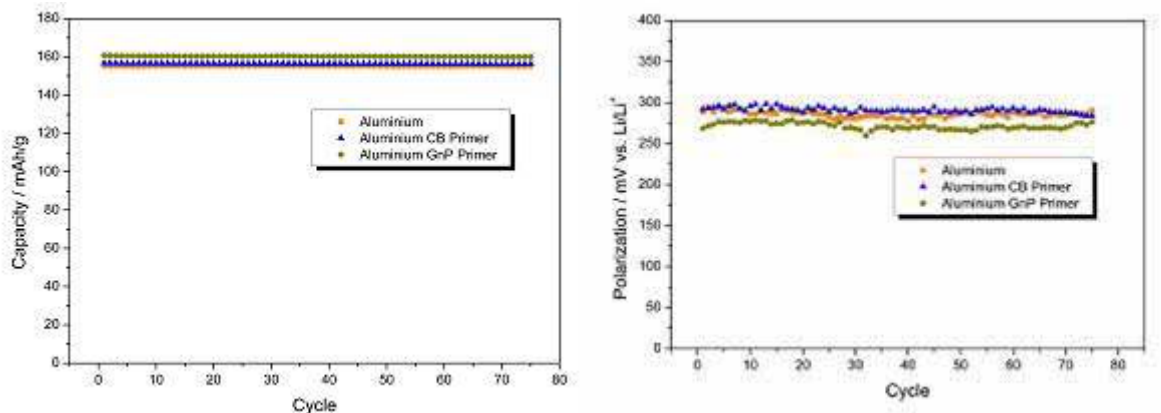 180
160
140
120
100
80
60
40
20
0
Capacity / mAh/g
Aluminium
Aluminium CB Primer
Aluminium GnP Primer
0 10 20 30 40 50 60 70 80
Cycle
400
350
300
250
200
150
100
50
0
Polarization / mV vs. Li/Li⁺
Aluminium
Aluminium CB Primer
Aluminium GnP Primer
0 10 20 30 40 50 60 70 80
Cycle